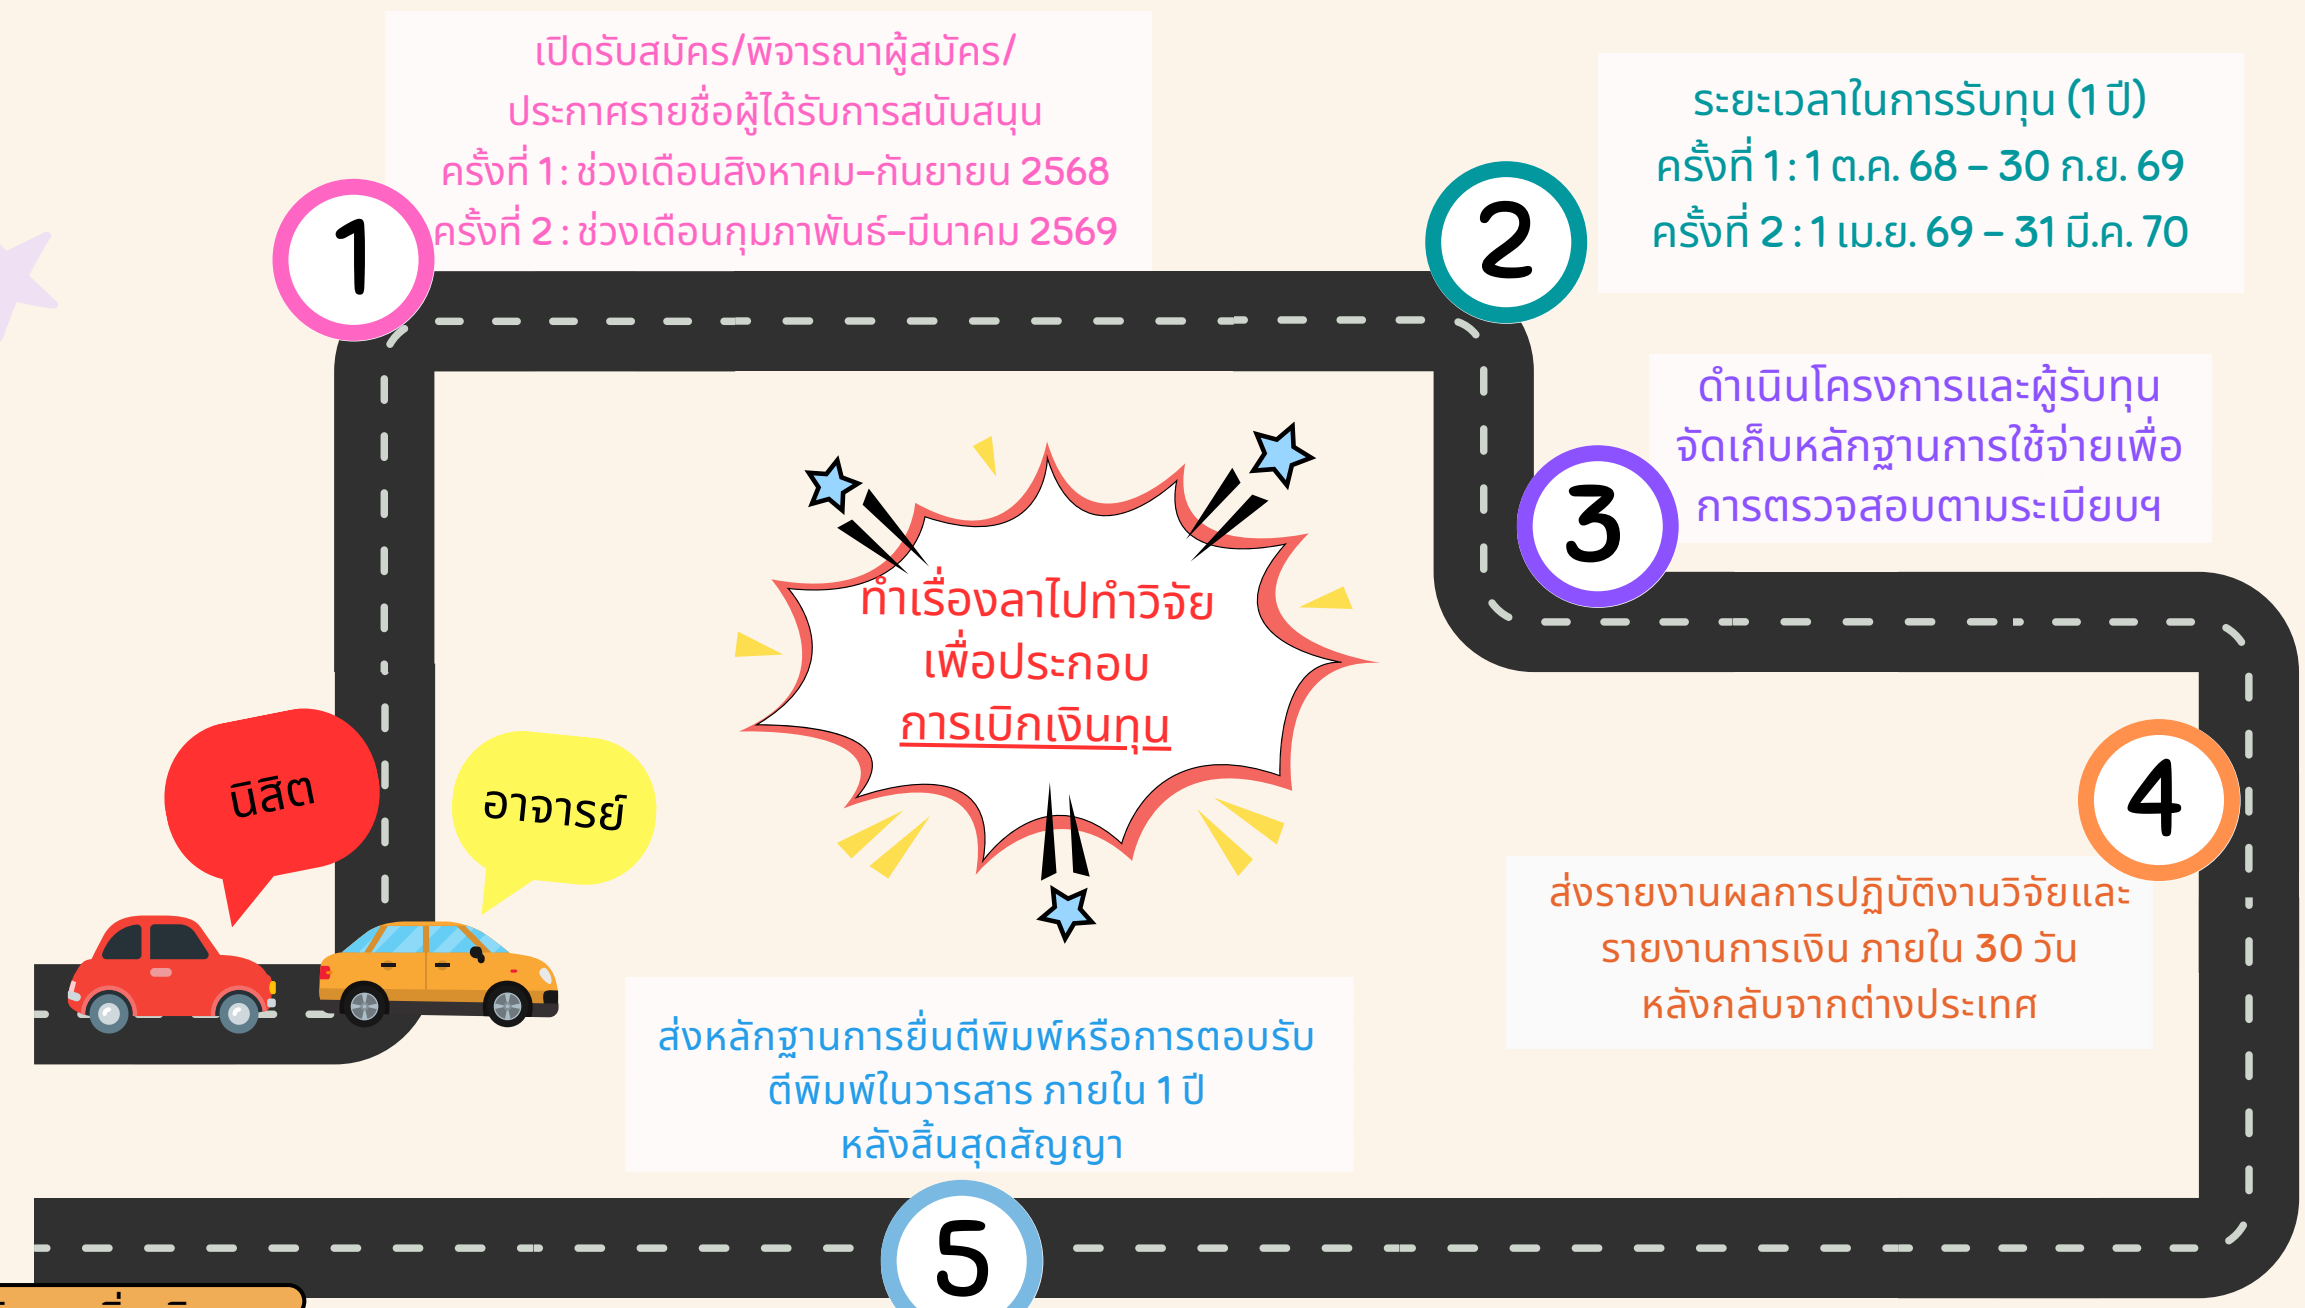 เปิดรับสมัคร/พิจารณาผู้สมัคร/
ประกาศรายชื่อผู้ได้รับการสนับสนุน
ครั้งที่ 1 : ช่วงเดือนสิงหาคม–กันยายน 2568
ครั้งที่ 2 : ช่วงเดือนกุมภาพันธ์–มีนาคม 2569
1
ระยะเวลาในการรับทุน (1 ปี)
ครั้งที่ 1 : 1 ต.ค. 68 – 30 ก.ย. 69
ครั้งที่ 2 : 1 เม.ย. 69 – 31 มี.ค. 70
2
ดำเนินโครงการและผู้รับทุน
จัดเก็บหลักฐานการใช้จ่ายเพื่อ
การตรวจสอบตามระเบียบฯ
3
ทำเรื่องลาไปทำวิจัย
เพื่อประกอบ
การเบิกเงินทุน
นิสิต
อาจารย์
4
ส่งรายงานผลการปฏิบัติงานวิจัยและ
รายงานการเงิน ภายใน 30 วัน
หลังกลับจากต่างประเทศ
ส่งหลักฐานการยื่นตีพิมพ์หรือการตอบรับ
ตีพิมพ์ในวารสาร ภายใน 1 ปี
หลังสิ้นสุดสัญญา
5